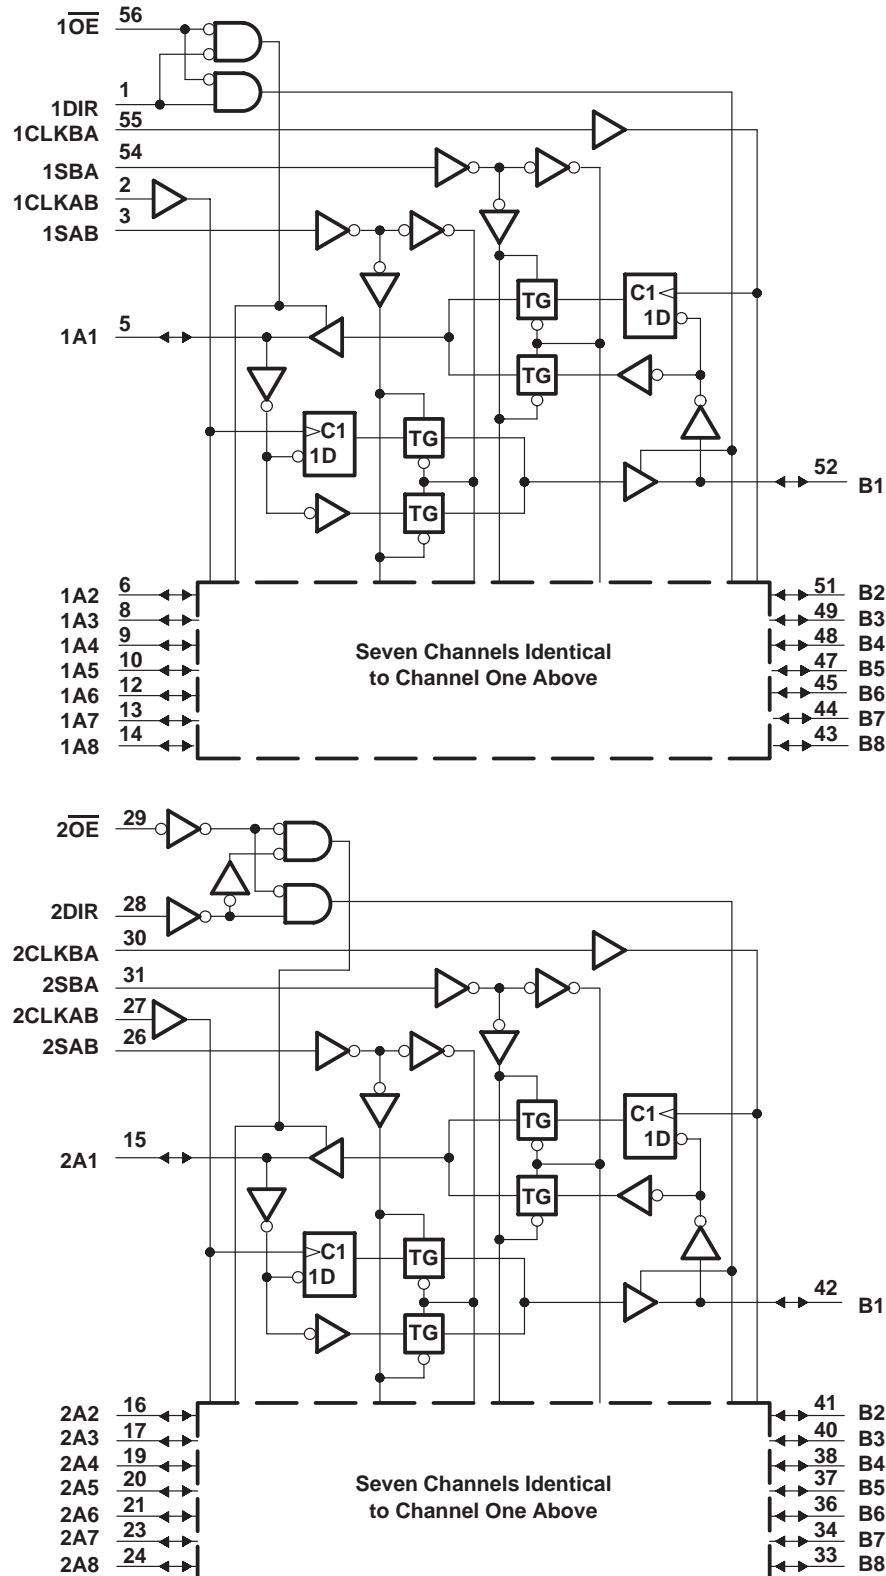 1OE 56
1DIR 1
1CLKBA 55
1SBA 54
1CLKAB 2
1SAB 3
TG C1
1D
1A1 5
TG
C1 TG
1D
52 B1
TG
1A2 6 51 B2
1A3 8 49 B3
1A4 9 48 B4
1A5 10 47 B5
1A6 12 45 B6
1A7 13 44 B7
1A8 14 43 B8
Seven Channels Identical
to Channel One Above
2OE 29
2DIR 28
2CLKBA 30
2SBA 31
2CLKAB 27
2SAB 26
TG C1
1D
2A1 15
TG
C1 TG
1D
42 B1
TG
2A2 16 41 B2
2A3 17 40 B3
2A4 19 38 B4
2A5 20 37 B5
2A6 21 36 B6
2A7 23 34 B7
2A8 24 33 B8
Seven Channels Identical
to Channel One Above